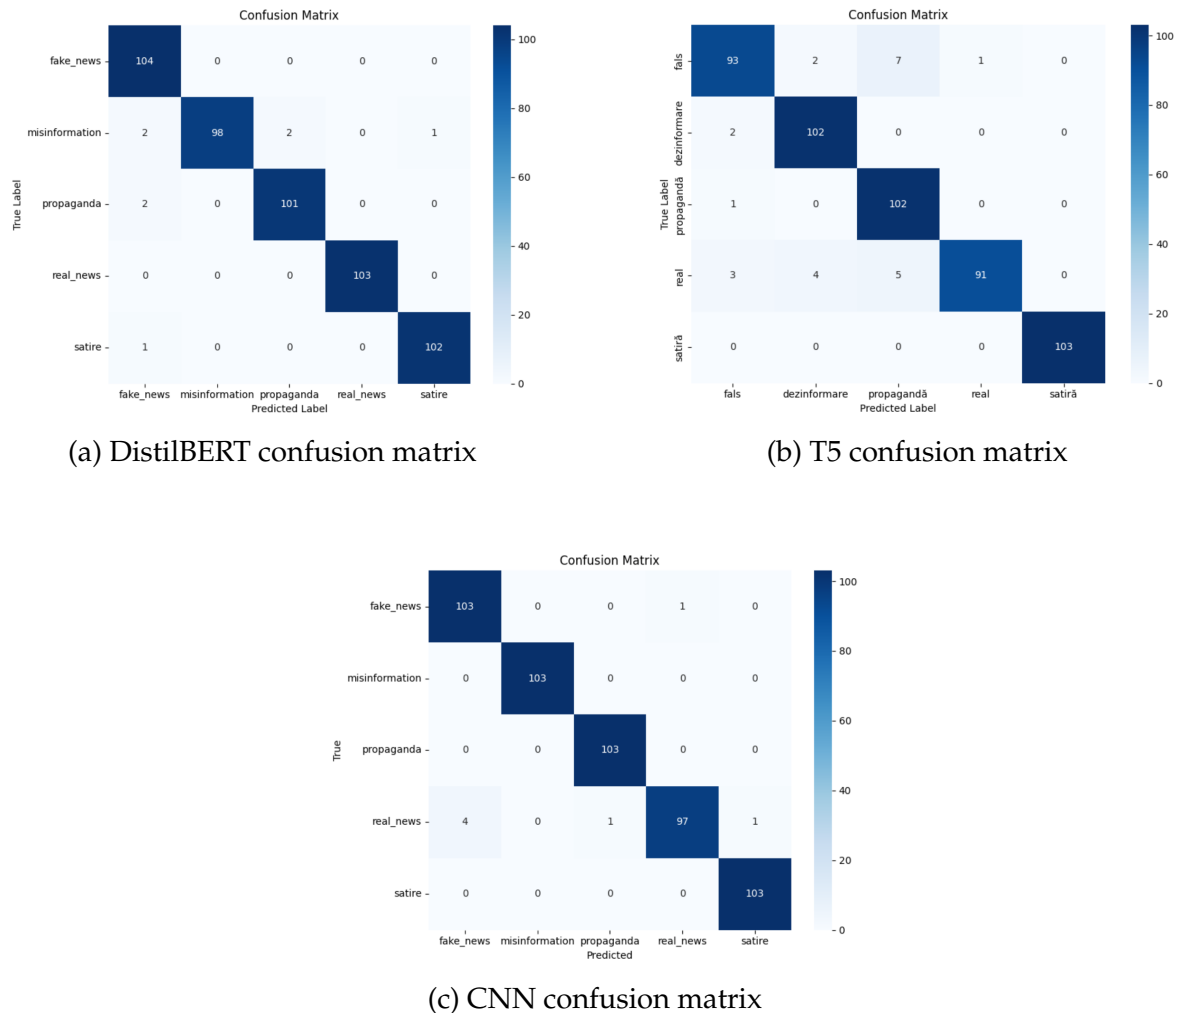 Confusion Matrix
fake_news 104 0 0 0 0
misinformation 2 98 2 0 1
propaganda 2 0 101 0 0
real_news 0 0 0 103 0
satire 1 0 0 0 102
True Label
fake_news misinformation propaganda real_news satire
Predicted Label
100
80
60
40
20
0
(a) DistilBERT confusion matrix
Confusion Matrix
fals 93 2 7 1 0
dezinformare 2 102 0 0 0
propagandă 1 0 102 0 0
real 3 4 5 91 0
satiră 0 0 0 0 103
True Label
fals dezinformare propagandă real satiră
Predicted Label
100
80
60
40
20
0
(b) T5 confusion matrix
Confusion Matrix
fake_news 103 0 0 1 0
misinformation 0 103 0 0 0
propaganda 0 0 103 0 0
real_news 4 0 1 97 1
satire 0 0 0 0 103
True
fake_news misinformation propaganda real_news satire
Predicted
100
80
60
40
20
0
(c) CNN confusion matrix